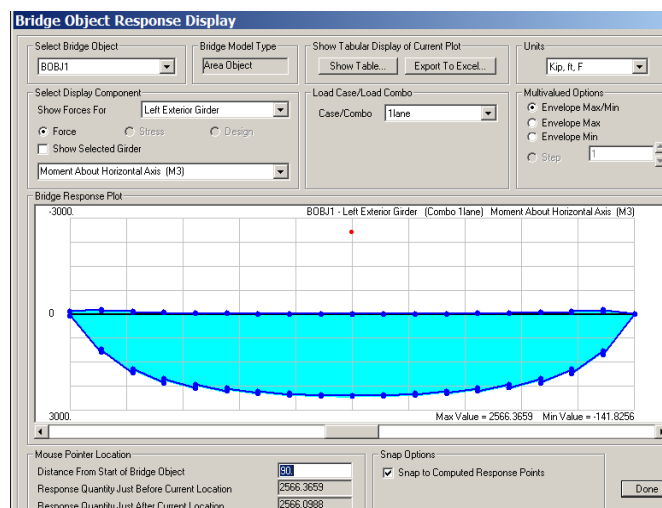 Bridge Object Response Display
Select Bridge Object
BOBJ1
Bridge Model Type
Area Object
Show Tabular Display of Current Plot
Show Table...
Export To Excel...
Units
Kip, ft, F
Select Display Component
Show Forces For
Left Exterior Girder
Force
Stress
Design
Show Selected Girder
Moment About Horizontal Axis (M3)
Load Case/Load Combo
Case/Combo
1lane
Multivalued Options
Envelope Max/Min
Envelope Max
Envelope Min
Step
1
Bridge Response Plot
-3000.
BOBJ1 - Left Exterior Girder (Combo 1lane) Moment About Horizontal Axis (M3)
0
3000.
Max Value = 2566.3659 Min Value = -141.8256
Mouse Pointer Location
Distance From Start of Bridge Object
90.
Response Quantity Just Before Current Location
2566.3659
Response Quantity Just After Current Location
2566.0988
Snap Options
Snap to Computed Response Points
Done